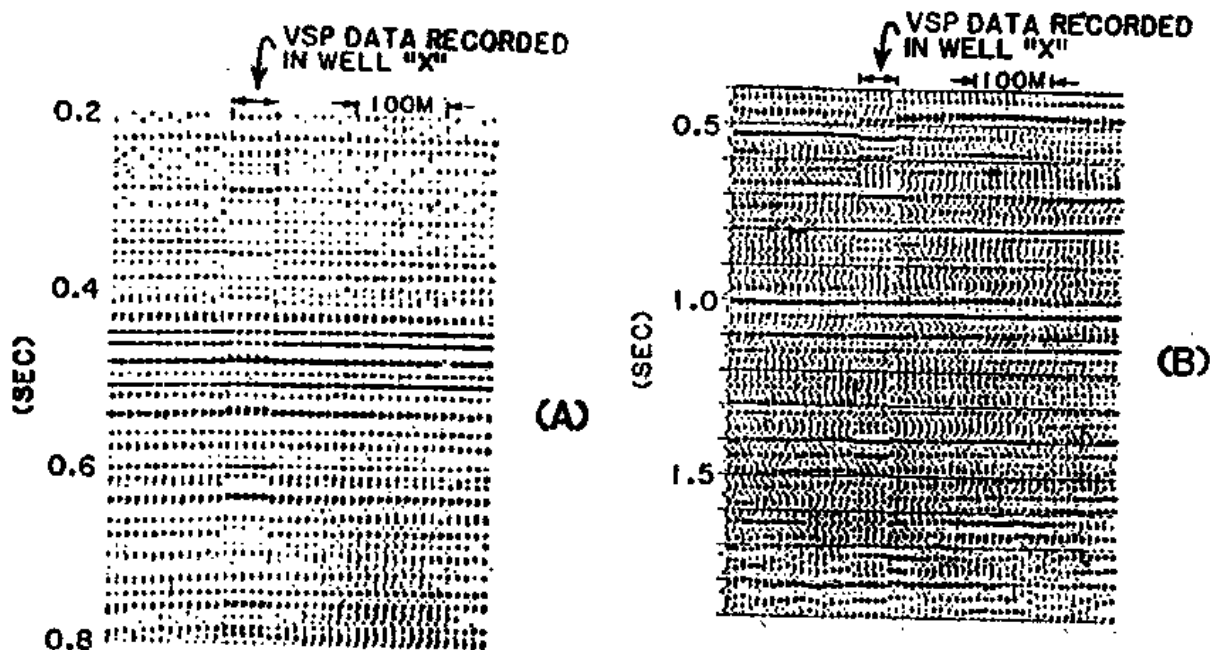 VSP DATA RECORDED
IN WELL "X"
100M
0.2
0.4
0.6
0.8
(SEC)
(A)
VSP DATA RECORDED
IN WELL "X"
100M
0.5
1.0
1.5
(SEC)
(B)